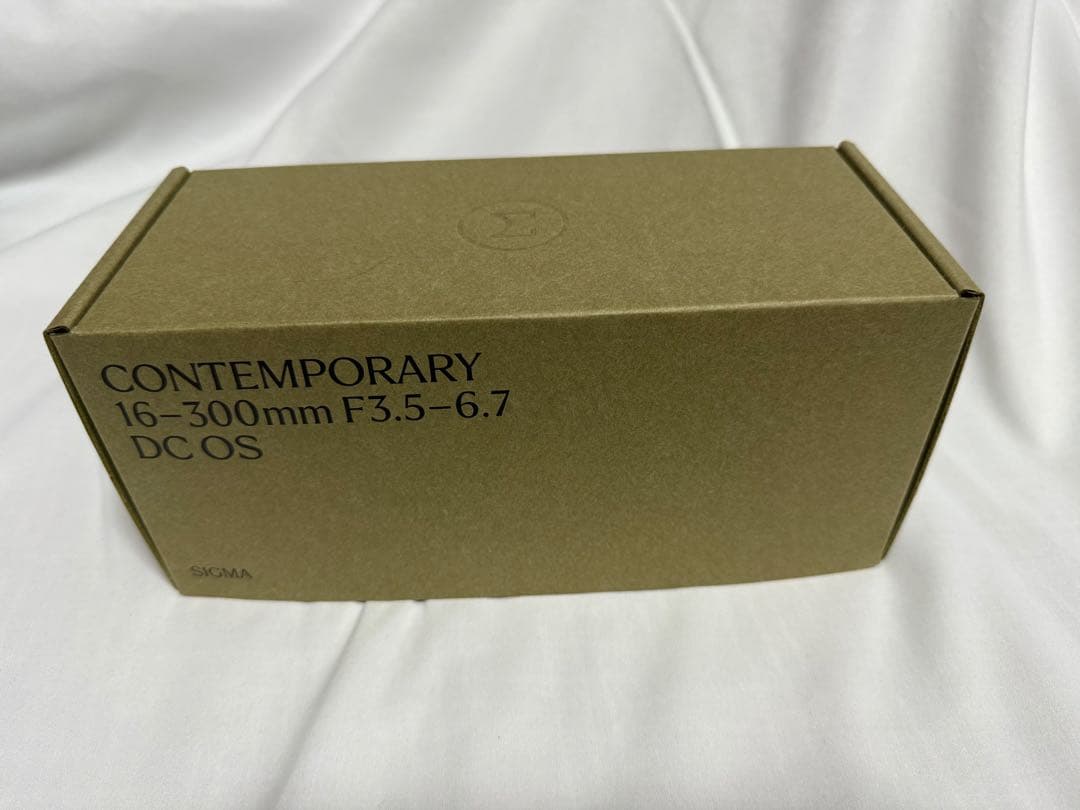 Σ
CONTEMPORARY
16–300mm F3.5–6.7
DC OS
SIGMA